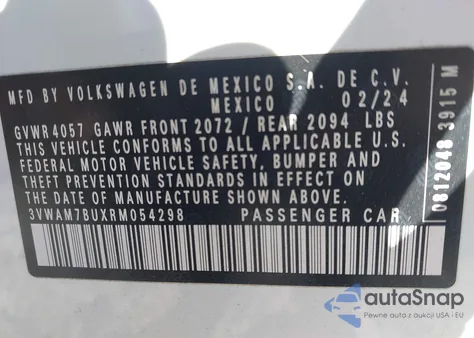 MFD BY VOLKSWAGEN DE MEXICO S.A. DE C.V.
MEXICO 02/24
GVWR 4057 GAWR FRONT 2072 / REAR 2094 LBS
THIS VEHICLE CONFORMS TO ALL APPLICABLE U.S.
FEDERAL MOTOR VEHICLE SAFETY, BUMPER AND
THEFT PREVENTION STANDARDS IN EFFECT ON
THE DATE OF MANUFACTURE SHOWN ABOVE.
3VWAM7BUXRM054298 PASSENGER CAR
0812048 3915 M
autoSnap
Pewne auta z aukcji USA i EU